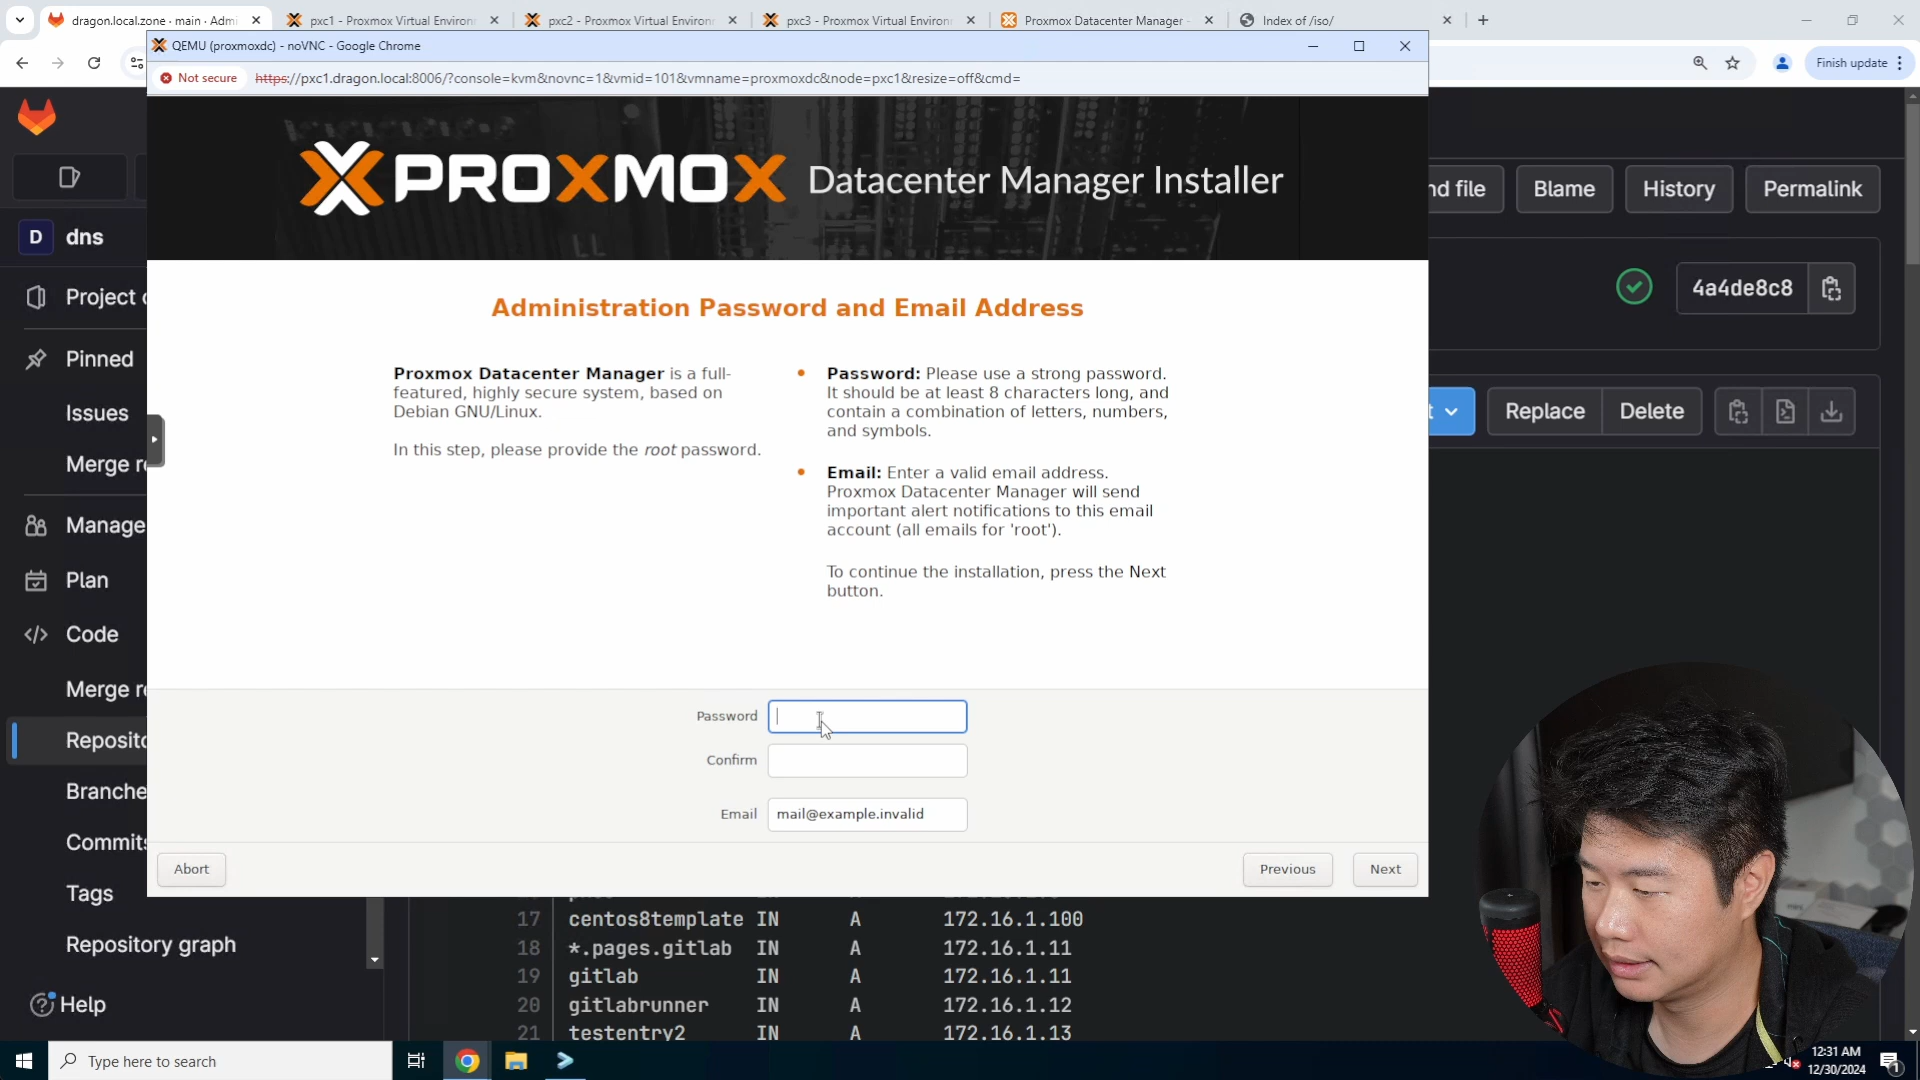 dragon.local.zone · main · Admi
pxc1 - Proxmox Virtual Environ
pxc2 - Proxmox Virtual Environ
pxc3 - Proxmox Virtual Environ
Proxmox Datacenter Manager -
Index of /iso/
QEMU (proxmoxdc) - noVNC - Google Chrome
Finish update
Not secure
https://pxc1.dragon.local:8006/?console=kvm&novnc=1&vmid=101&vmname=proxmoxdc&node=pxc1&resize=off&cmd=
PROXMOX Datacenter Manager Installer
nd file
Blame
History
Permalink
D dns
Project
Pinned
Issues
Merge re
Manage
Plan
Code
Merge re
Reposito
Branche
Commits
Tags
Repository graph
Help
4a4de8c8
Replace
Delete
Administration Password and Email Address
Proxmox Datacenter Manager is a full-
featured, highly secure system, based on
Debian GNU/Linux.
In this step, please provide the root password.
Password: Please use a strong password.
It should be at least 8 characters long, and
contain a combination of letters, numbers,
and symbols.
Email: Enter a valid email address.
Proxmox Datacenter Manager will send
important alert notifications to this email
account (all emails for 'root').
To continue the installation, press the Next
button.
Password
Confirm
Email mail@example.invalid
Abort
Previous
Next
17 centos8template IN A 172.16.1.100
18 *.pages.gitlab IN A 172.16.1.11
19 gitlab IN A 172.16.1.11
20 gitlabrunner IN A 172.16.1.12
21 testentry2 IN A 172.16.1.13
Type here to search
12:31 AM
12/30/2024
1